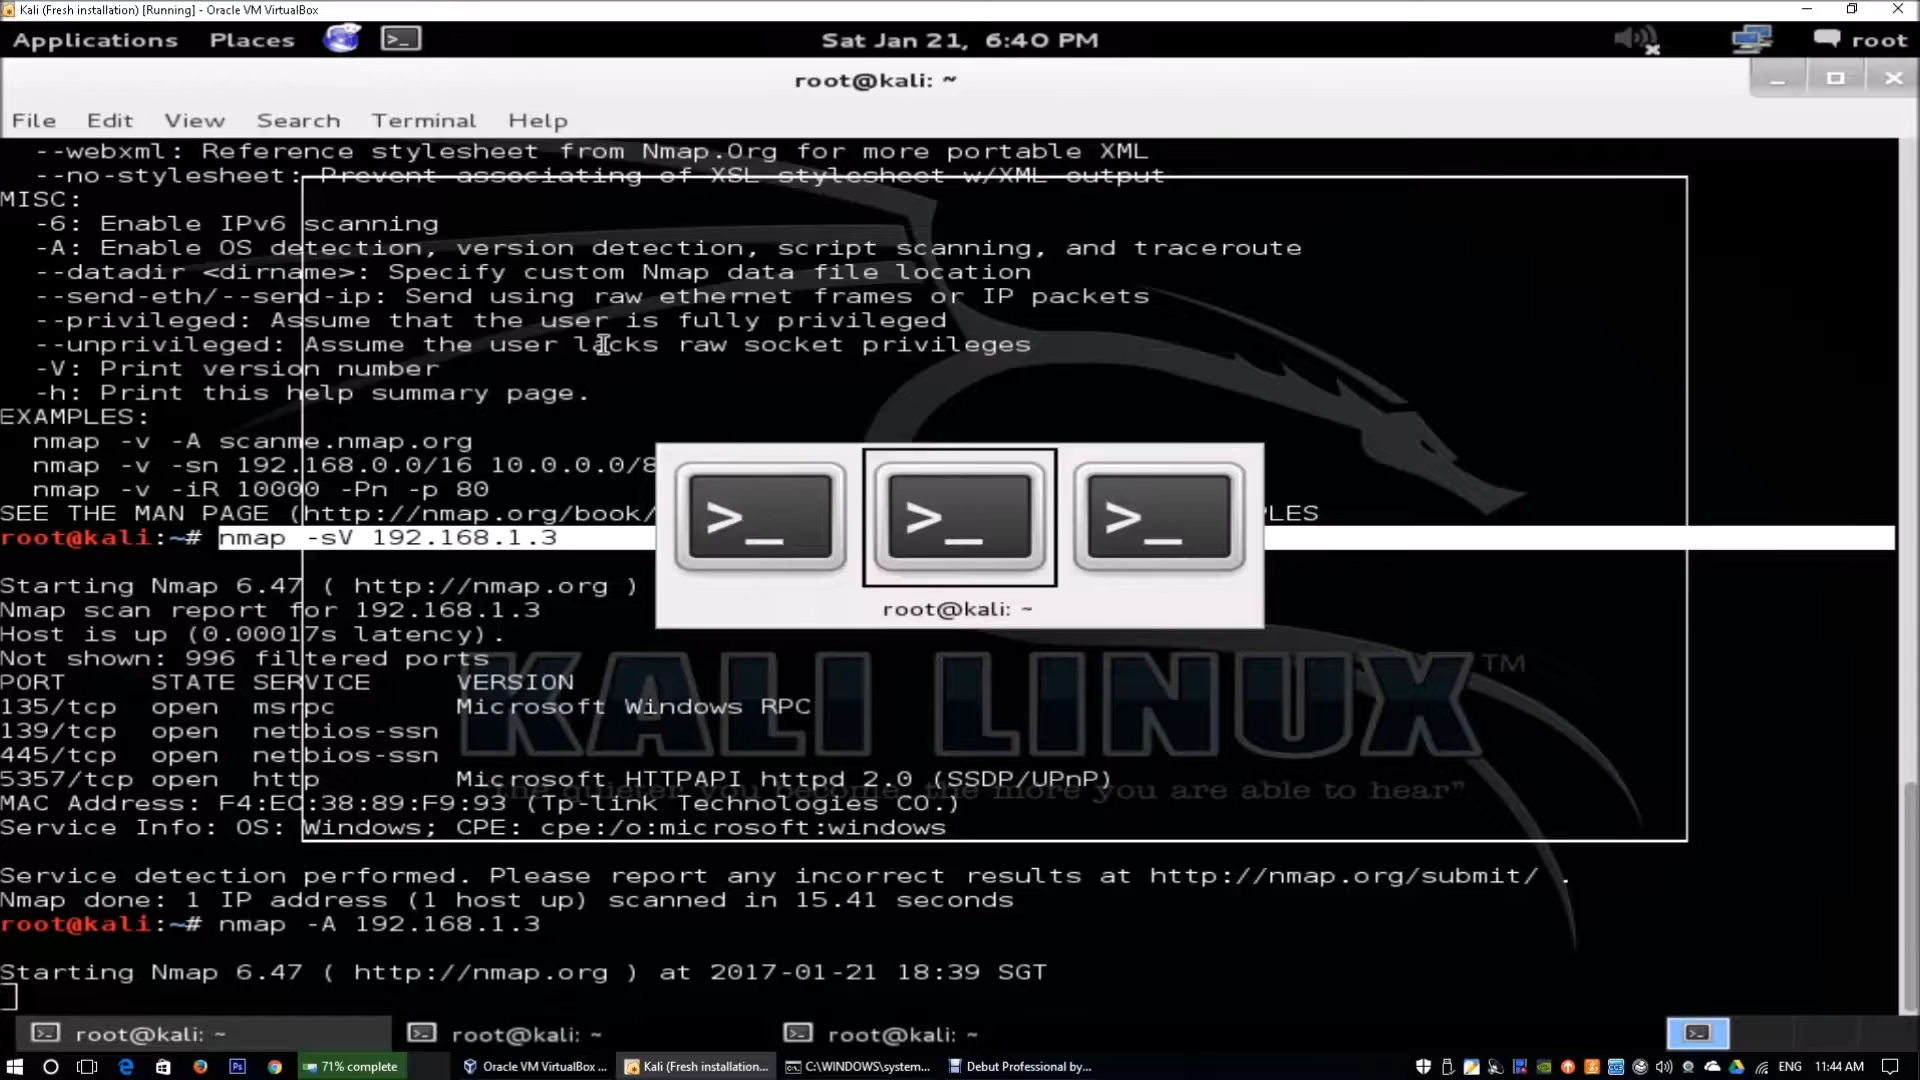 Kali (Fresh installation) [Running] - Oracle VM VirtualBox
Applications Places Sat Jan 21, 6:40 PM root
root@kali: ~
File Edit View Search Terminal Help
--webxml: Reference stylesheet from Nmap.Org for more portable XML
--no-stylesheet: Prevent associating of XSL stylesheet w/XML output
MISC:
-6: Enable IPv6 scanning
-A: Enable OS detection, version detection, script scanning, and traceroute
--datadir <dirname>: Specify custom Nmap data file location
--send-eth/--send-ip: Send using raw ethernet frames or IP packets
--privileged: Assume that the user is fully privileged
--unprivileged: Assume the user lacks raw socket privileges
-V: Print version number
-h: Print this help summary page.
EXAMPLES:
nmap -v -A scanme.nmap.org
nmap -v -sn 192.168.0.0/16 10.0.0.0/8
nmap -v -iR 10000 -Pn -p 80
SEE THE MAN PAGE (http://nmap.org/book/ LES
root@kali:~# nmap -sV 192.168.1.3
Starting Nmap 6.47 ( http://nmap.org )
Nmap scan report for 192.168.1.3
root@kali: ~
Host is up (0.00017s latency).
Not shown: 996 filtered ports
PORT STATE SERVICE VERSION
135/tcp open msrpc Microsoft Windows RPC
139/tcp open netbios-ssn
445/tcp open netbios-ssn
5357/tcp open http Microsoft HTTPAPI httpd 2.0 (SSDP/UPnP)
MAC Address: F4:EC:38:89:F9:93 (Tp-link Technologies CO.)
Service Info: OS: Windows; CPE: cpe:/o:microsoft:windows
KALI LINUX™
the quieter you become, the more you are able to hear"
Service detection performed. Please report any incorrect results at http://nmap.org/submit/ .
Nmap done: 1 IP address (1 host up) scanned in 15.41 seconds
root@kali:~# nmap -A 192.168.1.3
Starting Nmap 6.47 ( http://nmap.org ) at 2017-01-21 18:39 SGT
root@kali: ~ root@kali: ~ root@kali: ~
71% complete Oracle VM VirtualBox ... Kali (Fresh installation... C:\WINDOWS\system... Debut Professional by... ENG 11:44 AM